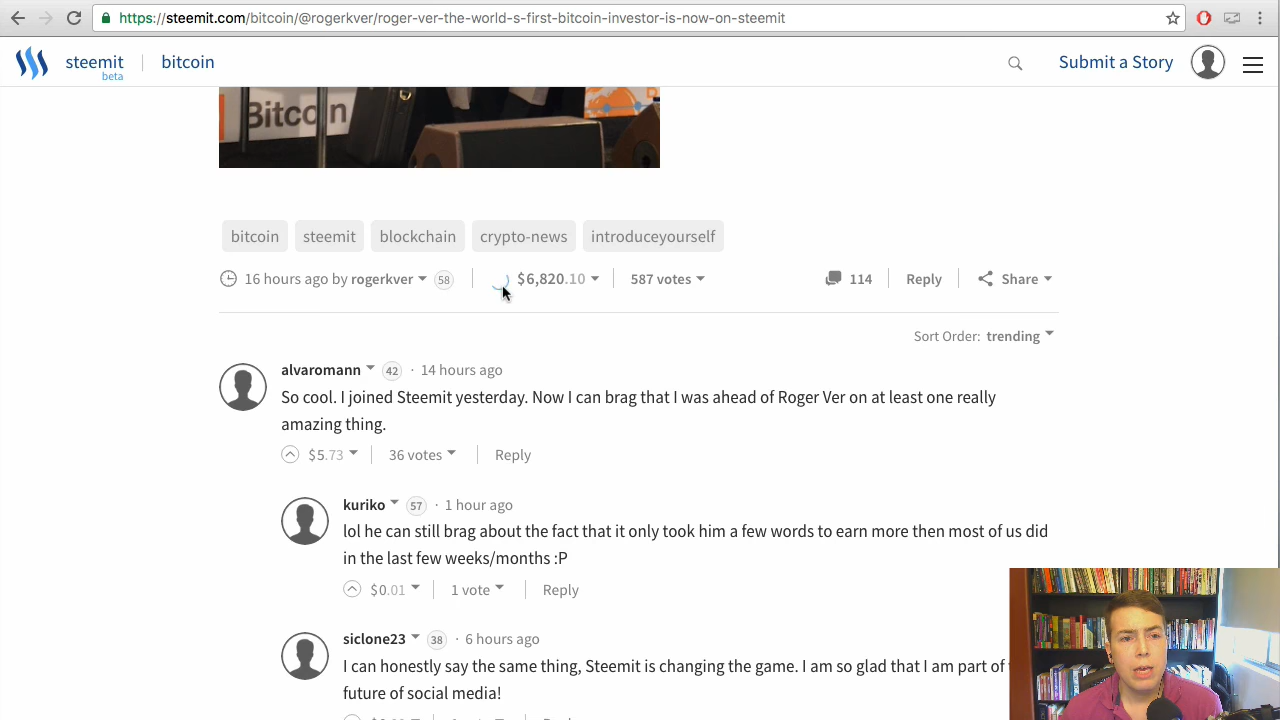 https://steemit.com/bitcoin/@rogerkver/roger-ver-the-world-s-first-bitcoin-investor-is-now-on-steemit
steemit
beta
bitcoin
Submit a Story
Bitcoin
bitcoin steemit blockchain crypto-news introduceyourself
16 hours ago by rogerkver 58 $6,820.10 587 votes 114 Reply Share
Sort Order: trending
alvaromann 42 · 14 hours ago
So cool. I joined Steemit yesterday. Now I can brag that I was ahead of Roger Ver on at least one really
amazing thing.
$5.73 36 votes Reply
kuriko 57 · 1 hour ago
lol he can still brag about the fact that it only took him a few words to earn more then most of us did
in the last few weeks/months :P
$0.01 1 vote Reply
siclone23 38 · 6 hours ago
I can honestly say the same thing, Steemit is changing the game. I am so glad that I am part of
future of social media!